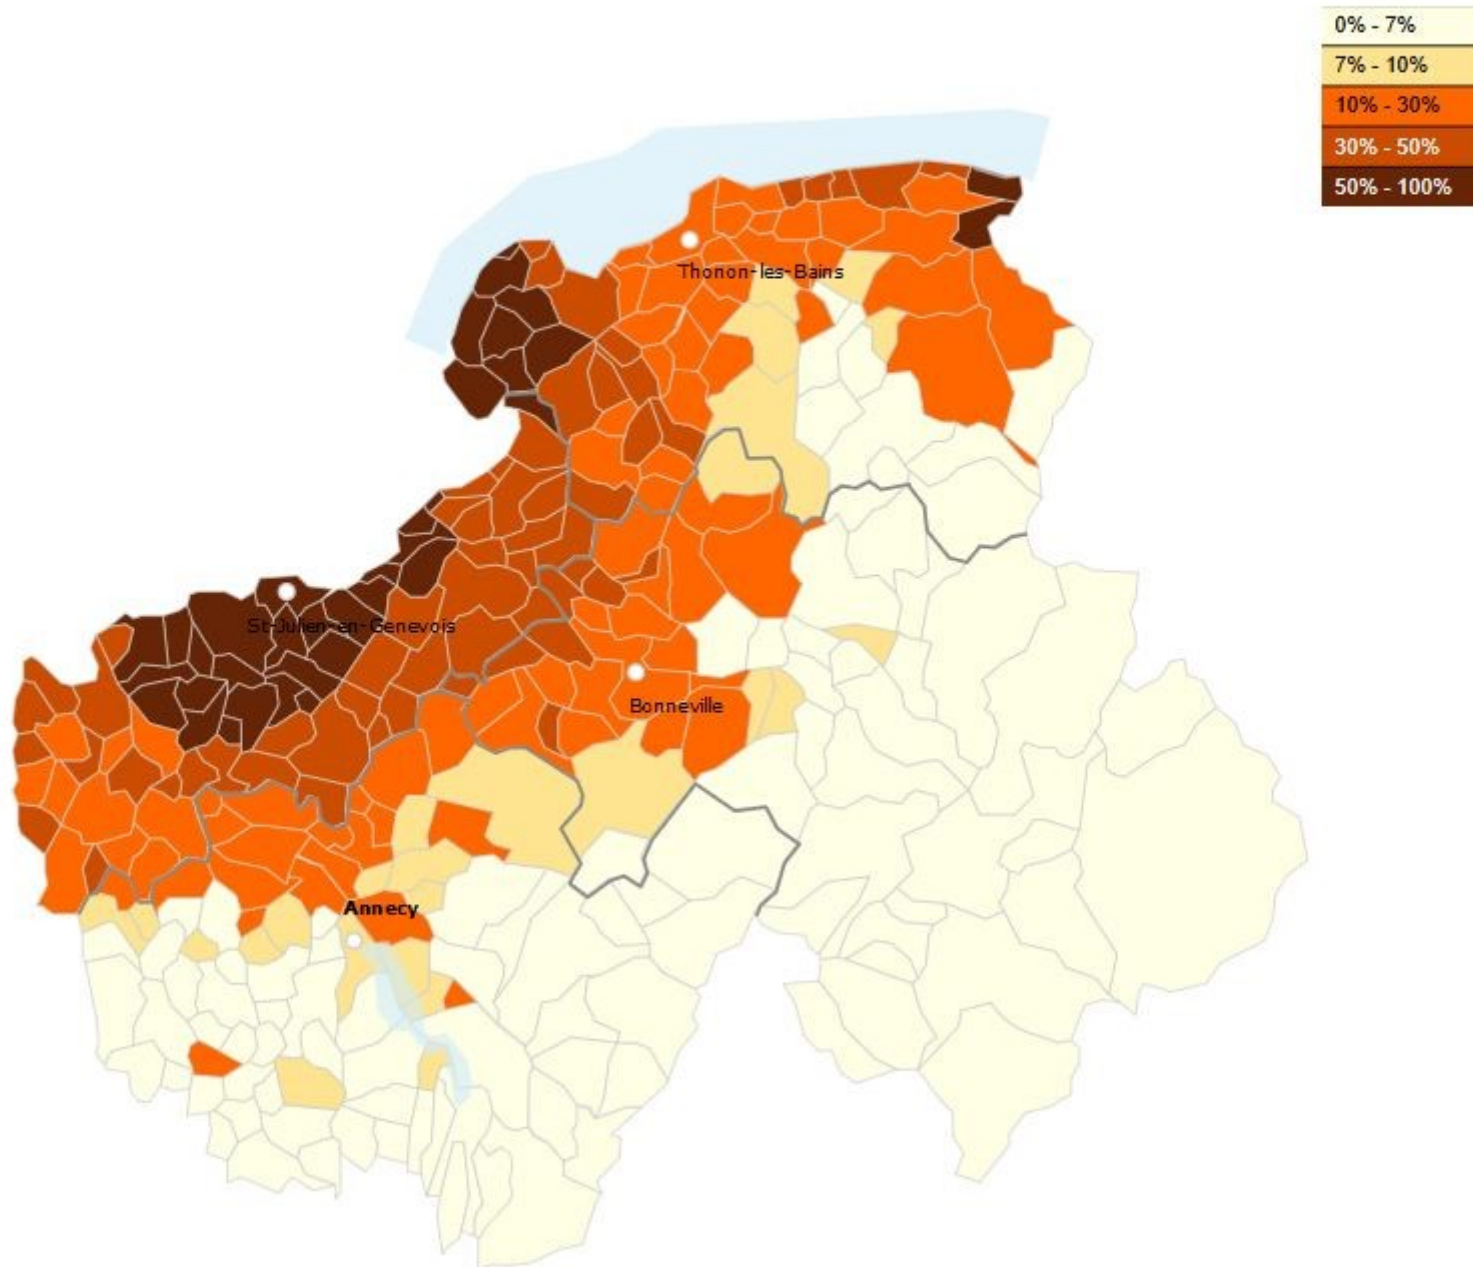 0% - 7%
7% - 10%
10% - 30%
30% - 50%
50% - 100%
Thonon-les-Bains
St-Julien-en-Genevois
Bonneville
Annecy